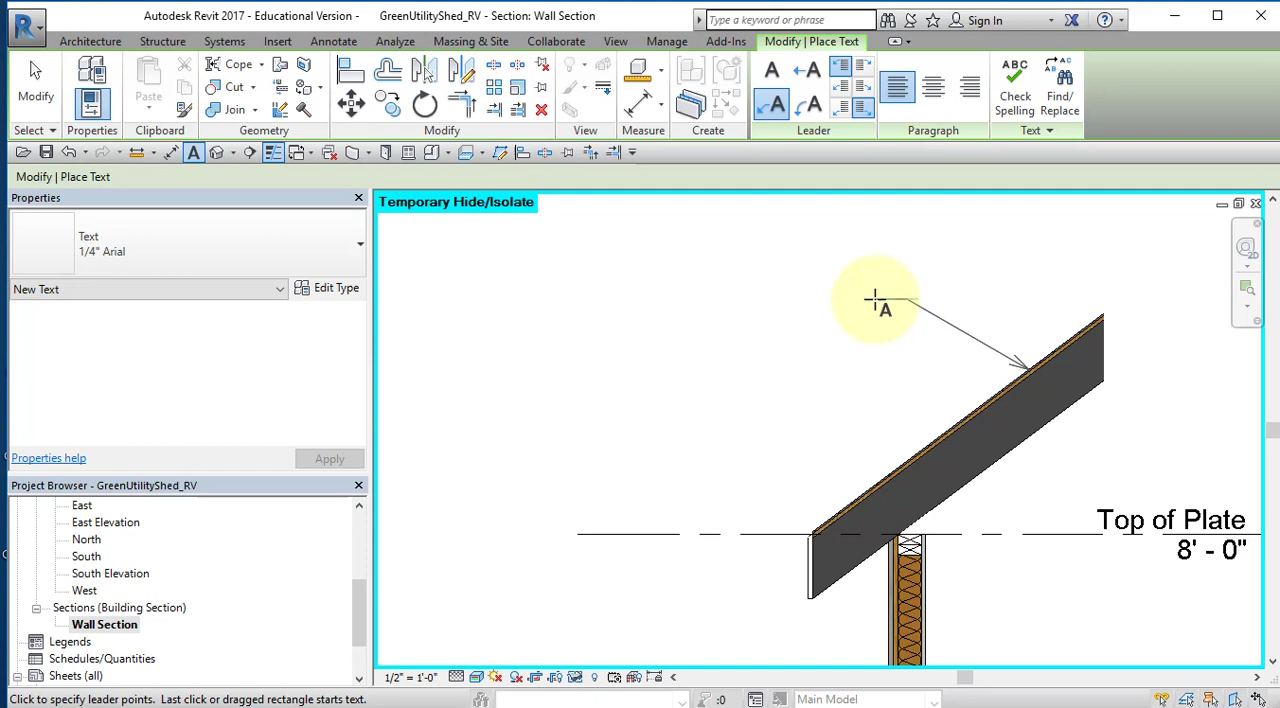 Autodesk Revit 2017 - Educational Version - GreenUtilityShed_RV - Section: Wall Section
Type a keyword or phrase
Sign In
Architecture Structure Systems Insert Annotate Analyze Massing & Site Collaborate View Manage Add-Ins Modify | Place Text
Modify
Paste
Cope
Cut
Join
ABC
Check
Spelling
Find/
Replace
Select Properties Clipboard Geometry Modify View Measure Create Leader Paragraph Text
Modify | Place Text
Properties
Temporary Hide/Isolate
Text
1/4" Arial
New Text
Edit Type
A
Properties help
Apply
Project Browser - GreenUtilityShed_RV
East
East Elevation
North
South
South Elevation
West
Sections (Building Section)
Wall Section
Legends
Schedules/Quantities
Sheets (all)
Top of Plate
8' - 0"
2D
1/2" = 1'-0"
Click to specify leader points. Last click or dragged rectangle starts text.
:0
Main Model